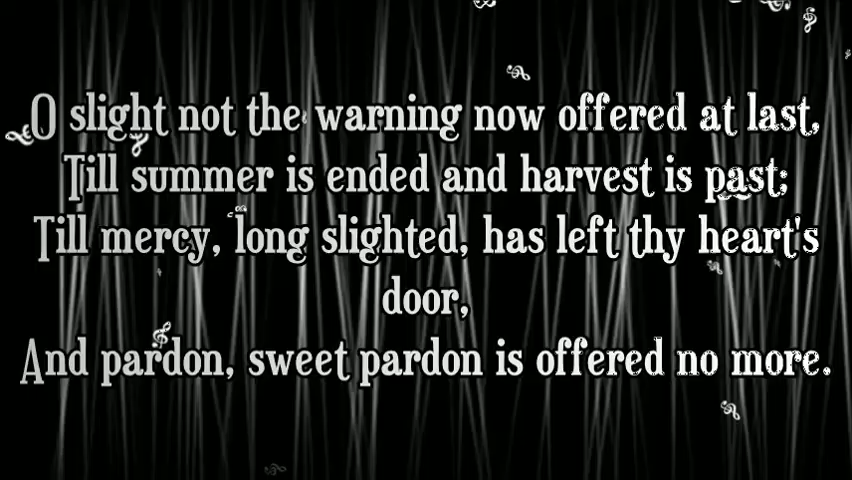 O slight not the warning now offered at last,
Till summer is ended and harvest is past;
Till mercy, long slighted, has left thy heart's
door,
And pardon, sweet pardon is offered no more.